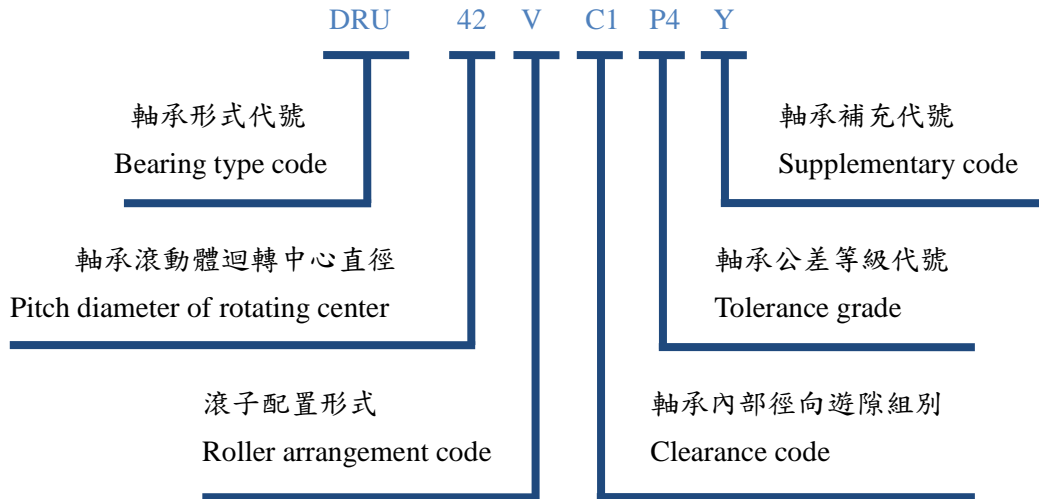 DRU 42 V C1 P4 Y
軸承形式代號
Bearing type code
軸承補充代號
Supplementary code
軸承滾動體迴轉中心直徑
Pitch diameter of rotating center
軸承公差等級代號
Tolerance grade
滾子配置形式
Roller arrangement code
軸承內部徑向遊隙組別
Clearance code